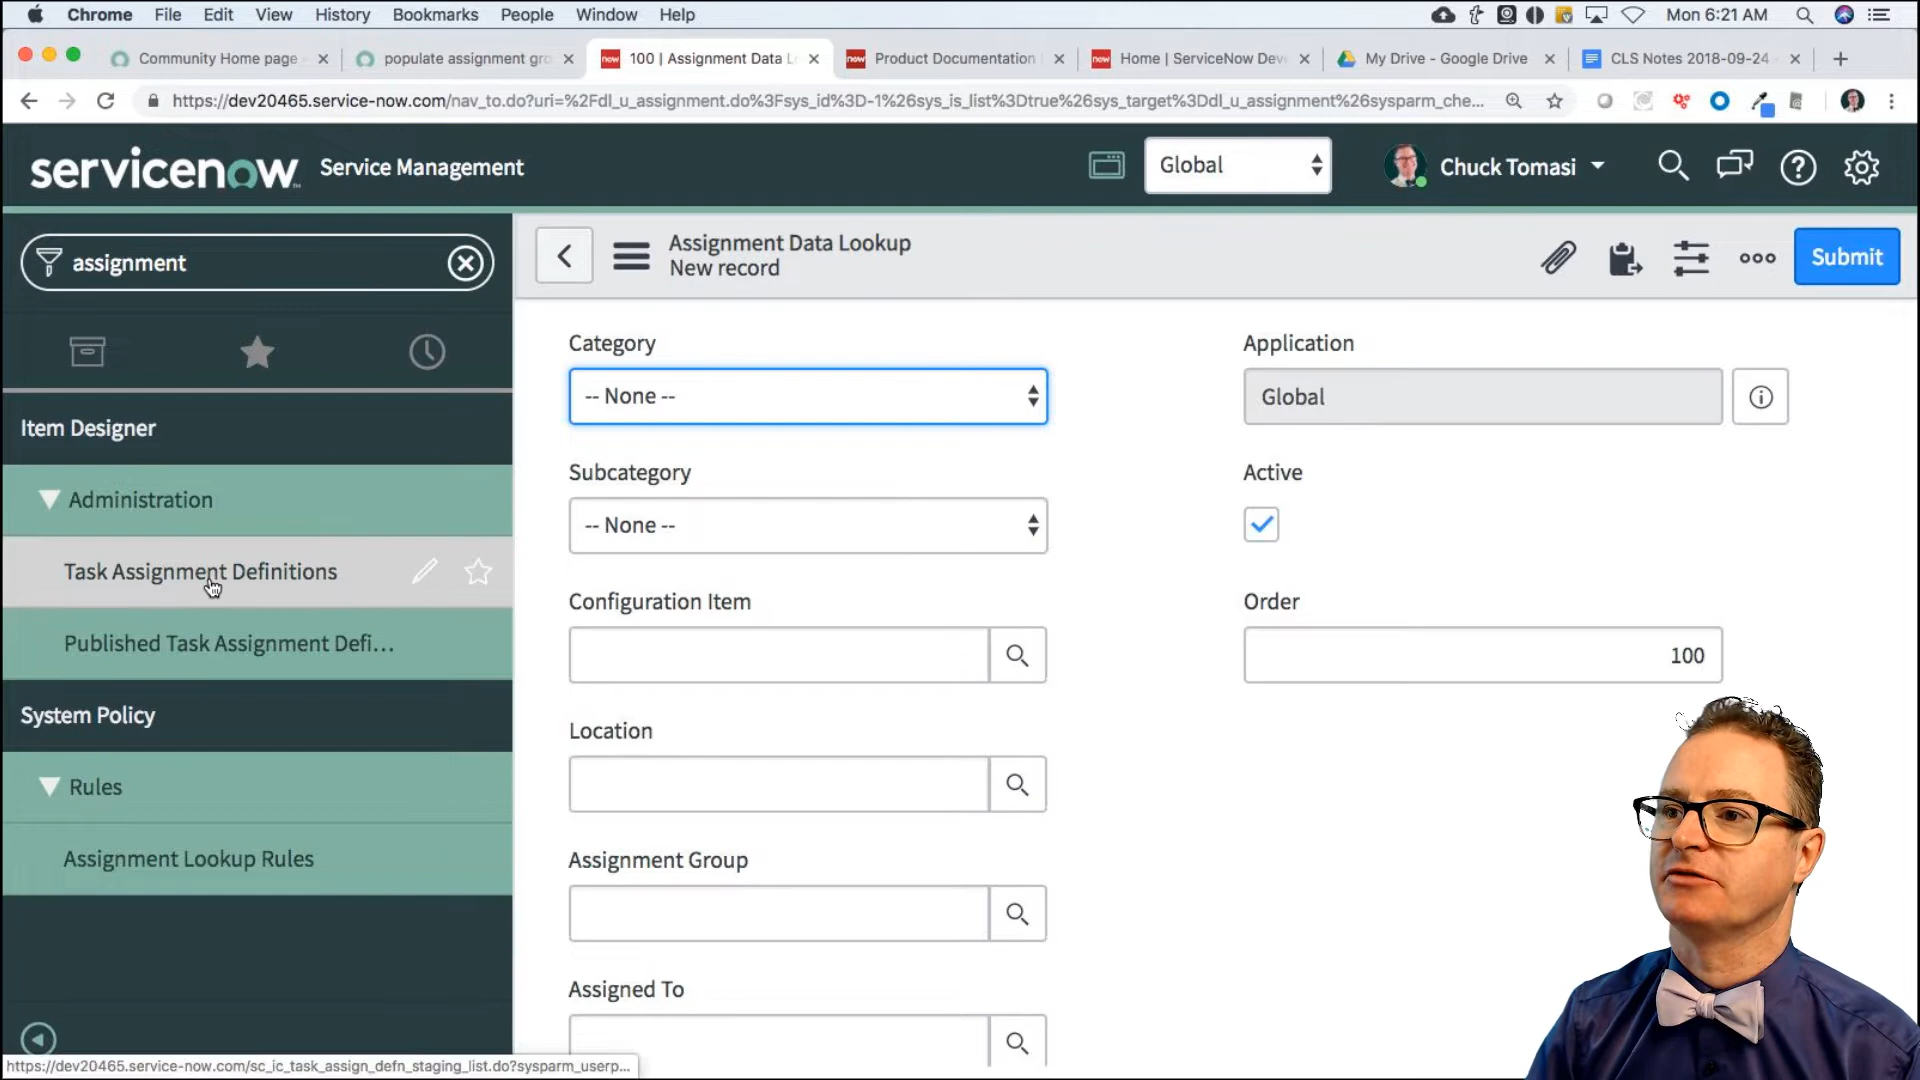 Chrome File Edit View History Bookmarks People Window Help Mon 6:21 AM
Community Home page populate assignment gro 100 | Assignment Data L Product Documentation Home | ServiceNow Dev My Drive - Google Drive CLS Notes 2018-09-24
https://dev20465.service-now.com/nav_to.do?uri=%2Fdl_u_assignment.do%3Fsys_id%3D-1%26sys_is_list%3Dtrue%26sys_target%3Ddl_u_assignment%26sysparm_che...
servicenow Service Management Global Chuck Tomasi
assignment
Assignment Data Lookup
New record
Submit
Item Designer
Administration
Task Assignment Definitions
Published Task Assignment Defi...
System Policy
Rules
Assignment Lookup Rules
Category
-- None --
Subcategory
-- None --
Configuration Item
Location
Assignment Group
Assigned To
Application
Global
Active
Order
100
https://dev20465.service-now.com/sc_ic_task_assign_defn_staging_list.do?sysparm_userp...